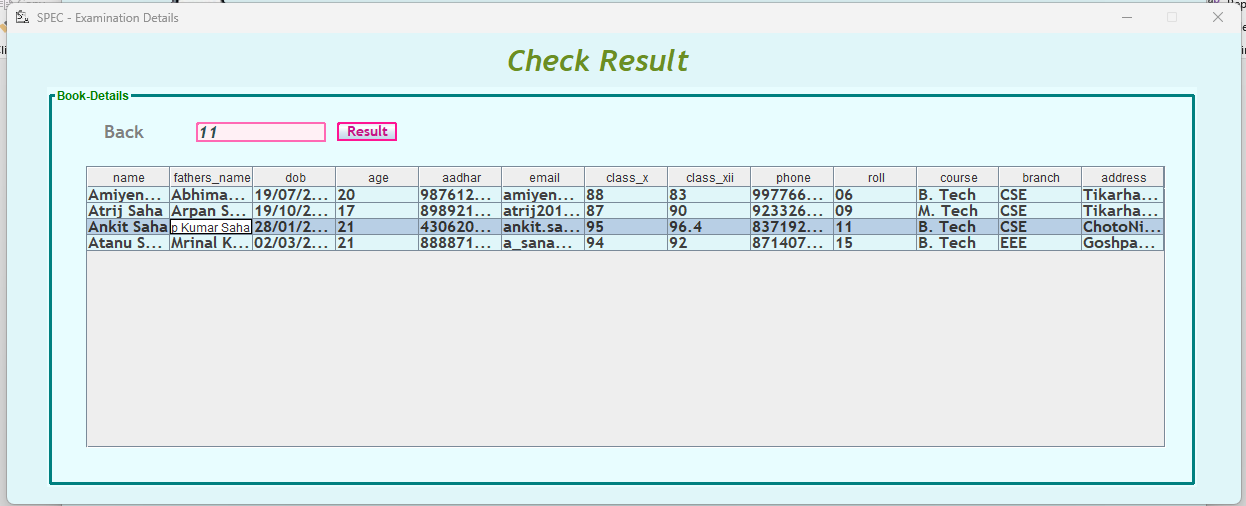 SPEC - Examination Details
Check Result
Book-Details
Back 11 Result
name fathers_name dob age aadhar email class_x class_xii phone roll course branch address
Amiyen... Abhima... 19/07/2... 20 987612... amiyen... 88 83 997766... 06 B. Tech CSE Tikarha...
Atrij Saha Arpan S... 19/10/2... 17 898921... atrij201... 87 90 923326... 09 M. Tech CSE Tikarha...
Ankit Saha p Kumar Saha 28/01/2... 21 430620... ankit.sa... 95 96.4 837192... 11 B. Tech CSE ChotoNi...
Atanu S... Mrinal K... 02/03/2... 21 888871... a_sana... 94 92 871407... 15 B. Tech EEE Goshpa...